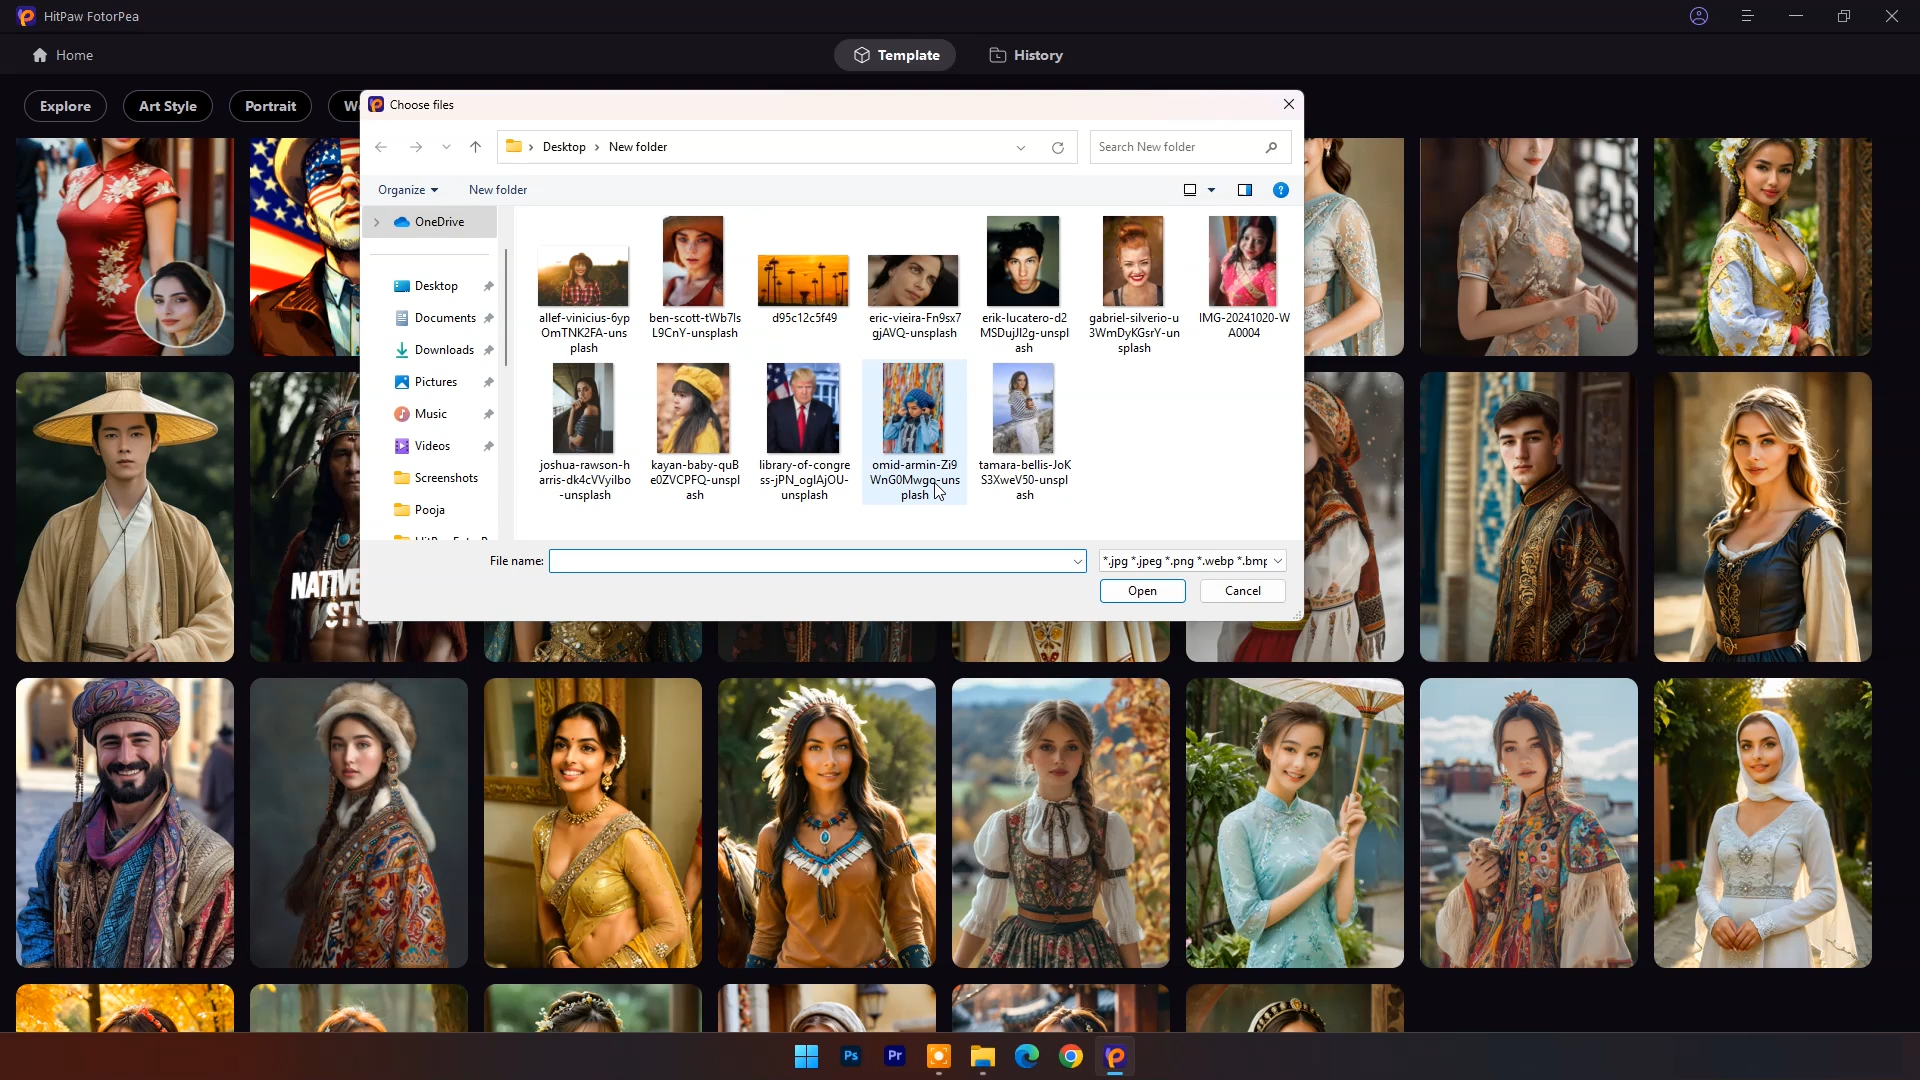 HitPaw FotorPea
Home
Template
History
Explore
Art Style
Portrait
Choose files
Desktop
New folder
Search New folder
Organize
New folder
OneDrive
Desktop
Documents
Downloads
Pictures
Music
Videos
Screenshots
Pooja
allef-vinicius-6yp
OmTNK2FA-uns
plash
ben-scott-tWb7ls
L9CnY-unsplash
d95c12c5f49
eric-vieira-Fn9sx7
gjAVQ-unsplash
erik-lucatero-d2
MSDujJl2g-unspl
ash
gabriel-silverio-u
3WmDyKGsrY-un
splash
IMG-20241020-W
A0004
joshua-rawson-h
arris-dk4cVVyilbo
-unsplash
kayan-baby-quB
e0ZVCPFQ-unspl
ash
library-of-congre
ss-jPN_oglAjOU-
unsplash
omid-armin-Zi9
WnG0Mwgo-uns
plash
tamara-bellis-JoK
S3XweV50-unspl
ash
File name:
*.jpg *.jpeg *.png *.webp *.bmp
Open
Cancel
NATIVE
Ps
Pr